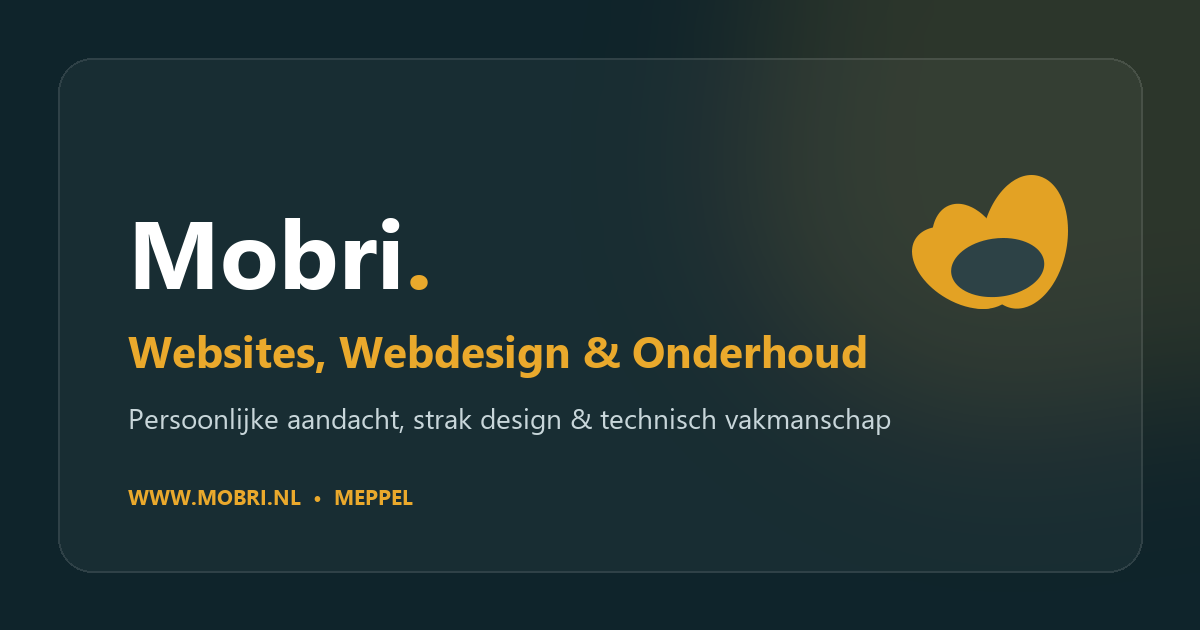 Mobri.
Websites, Webdesign & Onderhoud
Persoonlijke aandacht, strak design & technisch vakmanschap
WWW.MOBRI.NL • MEPPEL